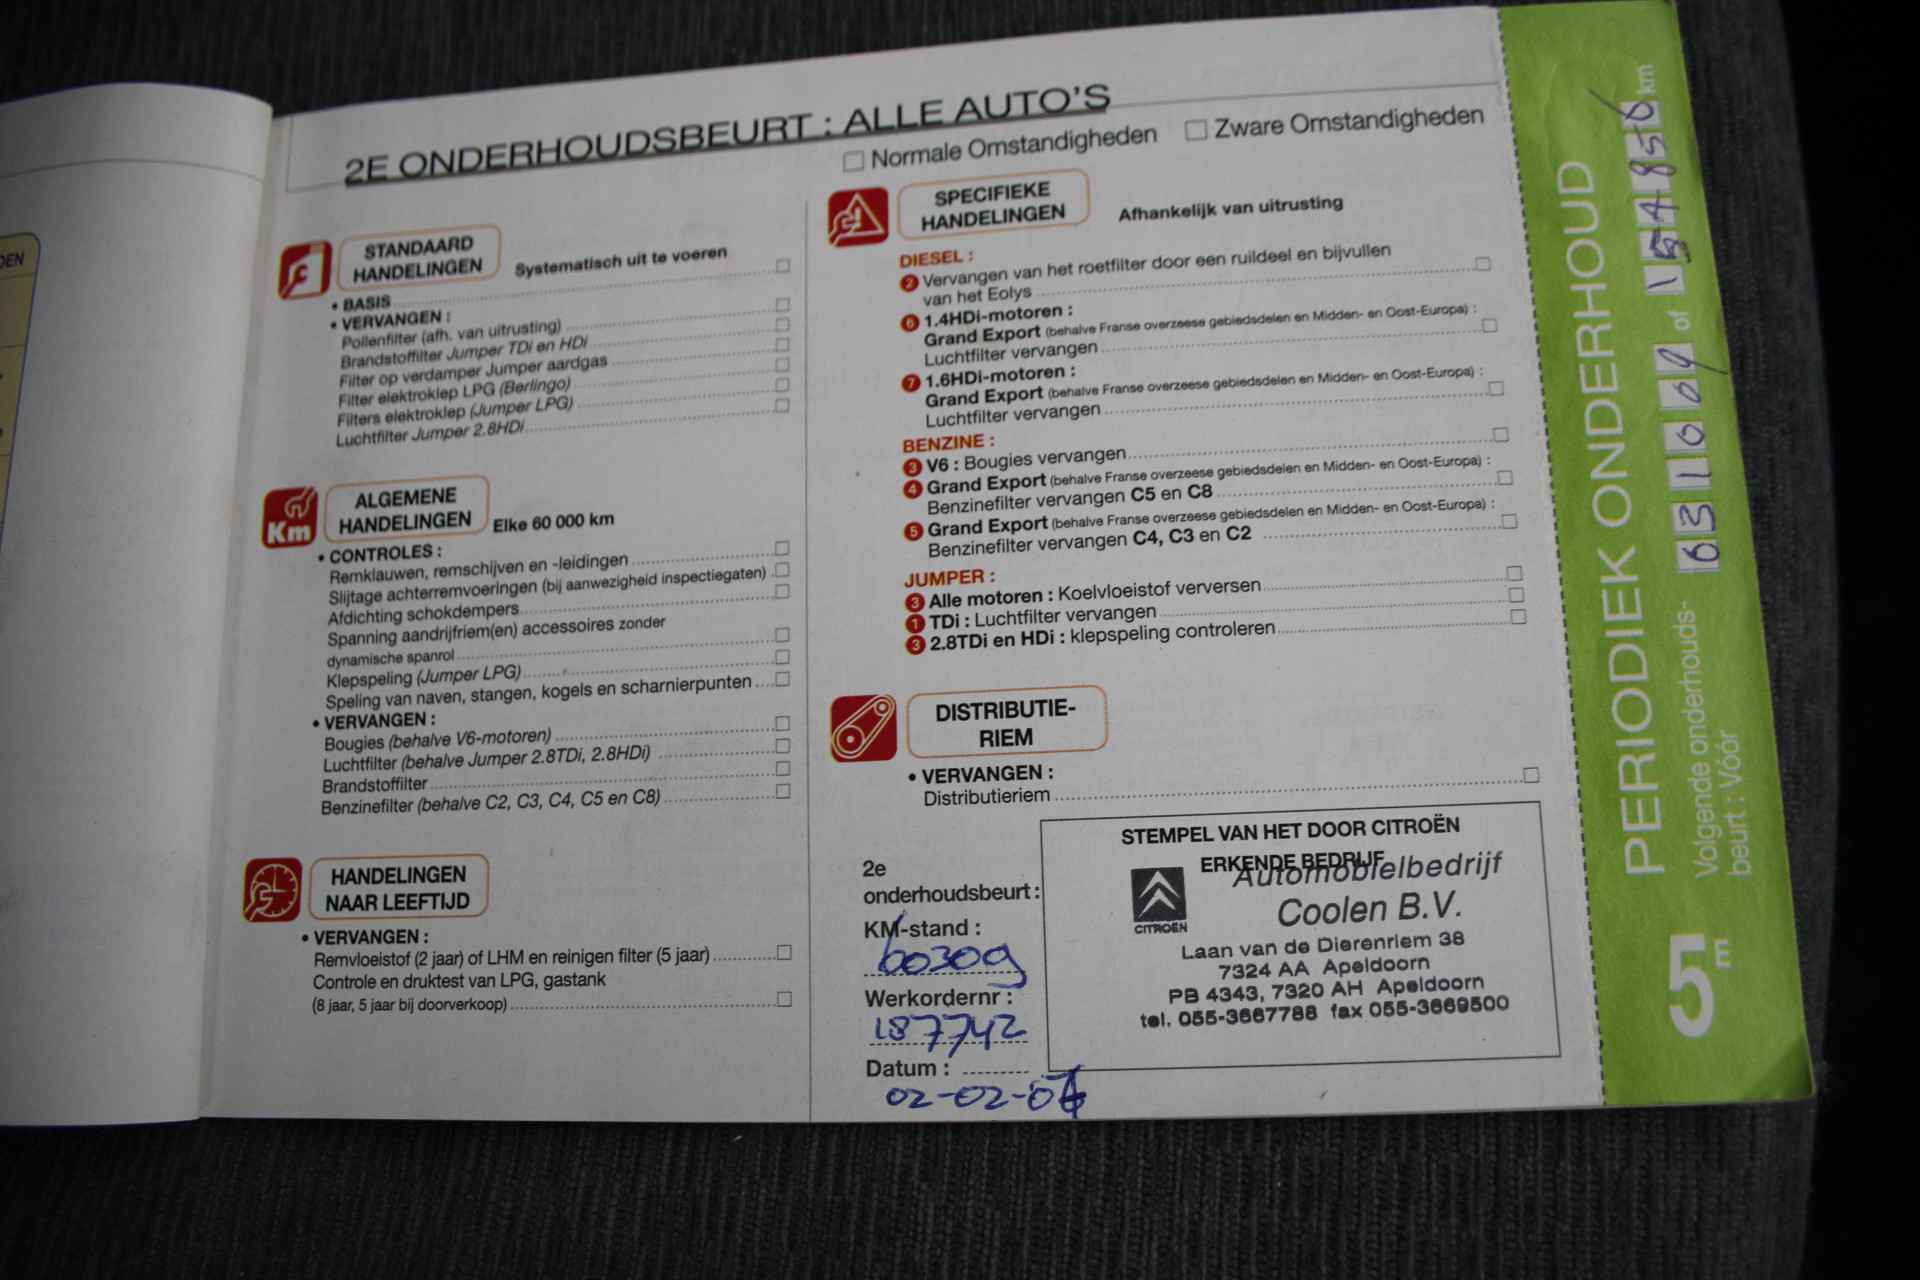 DEN
2E ONDERHOUDSBEURT : ALLE AUTO'S
Normale Omstandigheden
Zware Omstandigheden
STANDAARD
HANDELINGEN
Systematisch uit te voeren
• BASIS
• VERVANGEN :
Pollenfilter (afh. van uitrusting)
Brandstoffilter Jumper TDi en HDi
Filter op verdamper Jumper aardgas
Filter elektroklep LPG (Berlingo)
Filters elektroklep (Jumper LPG)
Luchtfilter Jumper 2.8HDi
Km
ALGEMENE
HANDELINGEN
Elke 60 000 km
• CONTROLES :
Remklauwen, remschijven en -leidingen
Slijtage achterremvoeringen (bij aanwezigheid inspectiegaten)
Afdichting schokdempers
Spanning aandrijfriem(en) accessoires zonder
dynamische spanrol
Klepspeling (Jumper LPG)
Speling van naven, stangen, kogels en scharnierpunten
• VERVANGEN :
Bougies (behalve V6-motoren)
Luchtfilter (behalve Jumper 2.8TDi, 2.8HDi)
Brandstoffilter
Benzinefilter (behalve C2, C3, C4, C5 en C8)
HANDELINGEN
NAAR LEEFTIJD
• VERVANGEN :
Remvloeistof (2 jaar) of LHM en reinigen filter (5 jaar)
Controle en druktest van LPG, gastank
(8 jaar, 5 jaar bij doorverkoop)
SPECIFIEKE
HANDELINGEN
Afhankelijk van uitrusting
DIESEL :
2 Vervangen van het roetfilter door een ruildeel en bijvullen
van het Eolys
6 1.4HDi-motoren :
Grand Export (behalve Franse overzeese gebiedsdelen en Midden- en Oost-Europa) :
Luchtfilter vervangen
7 1.6HDi-motoren :
Grand Export (behalve Franse overzeese gebiedsdelen en Midden- en Oost-Europa) :
Luchtfilter vervangen
BENZINE :
3 V6 : Bougies vervangen
4 Grand Export (behalve Franse overzeese gebiedsdelen en Midden- en Oost-Europa) :
Benzinefilter vervangen C5 en C8
5 Grand Export (behalve Franse overzeese gebiedsdelen en Midden- en Oost-Europa) :
Benzinefilter vervangen C4, C3 en C2
JUMPER :
3 Alle motoren : Koelvloeistof verversen
1 TDi : Luchtfilter vervangen
3 2.8TDi en HDi : klepspeling controleren
DISTRIBUTIE-
RIEM
• VERVANGEN :
Distributieriem
2e
onderhoudsbeurt :
KM-stand :
60309
Werkordernr :
187742
Datum :
02-02-
STEMPEL VAN HET DOOR CITROËN
ERKENDE BEDRIJF
Automobielbedrijf
Coolen B.V.
CITROËN
Laan van de Dierenriem 38
7324 AA Apeldoorn
PB 4343, 7320 AH Apeldoorn
tel. 055-3667788 fax 055-3669500
PERIODIEK ONDERHOUD
5E
Volgende onderhouds-
beurt : Vóór
of
km